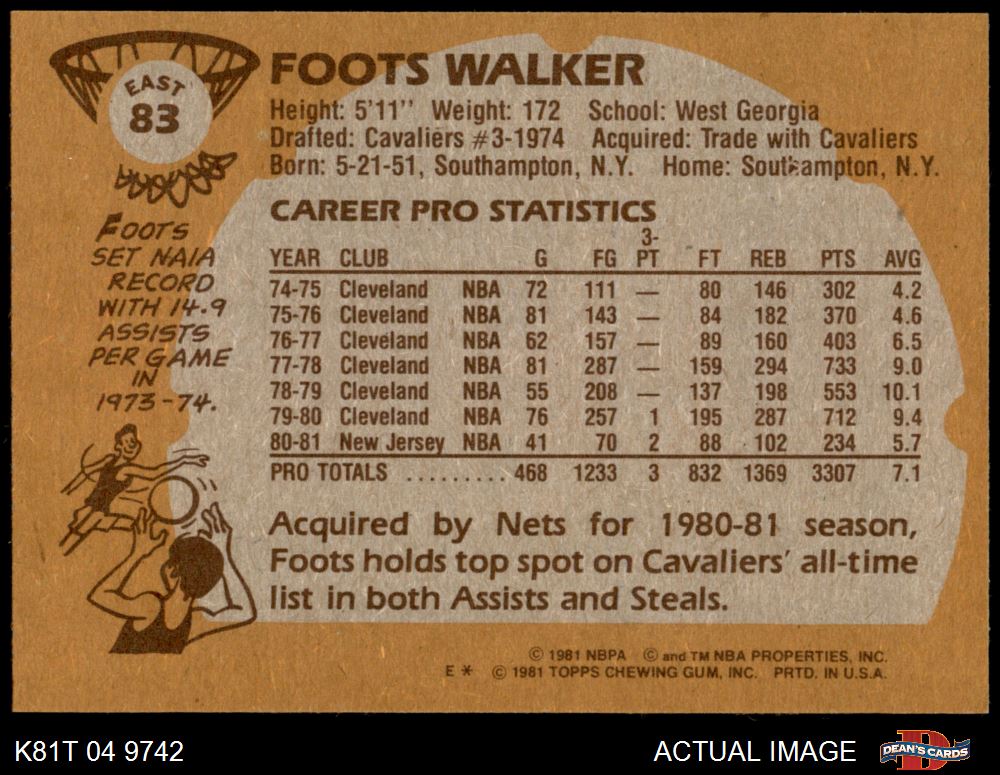 EAST
83
FOOTS WALKER
Height: 5'11'' Weight: 172 School: West Georgia
Drafted: Cavaliers #3-1974 Acquired: Trade with Cavaliers
Born: 5-21-51, Southampton, N.Y. Home: Southampton, N.Y.
FOOTS
SET NAIA
RECORD
WITH 14.9
ASSISTS
PER GAME
IN
1973-74.
CAREER PRO STATISTICS
YEAR CLUB G FG 3-PT FT REB PTS AVG
74-75 Cleveland NBA 72 111 — 80 146 302 4.2
75-76 Cleveland NBA 81 143 — 84 182 370 4.6
76-77 Cleveland NBA 62 157 — 89 160 403 6.5
77-78 Cleveland NBA 81 287 — 159 294 733 9.0
78-79 Cleveland NBA 55 208 — 137 198 553 10.1
79-80 Cleveland NBA 76 257 1 195 287 712 9.4
80-81 New Jersey NBA 41 70 2 88 102 234 5.7
PRO TOTALS ......... 468 1233 3 832 1369 3307 7.1
Acquired by Nets for 1980-81 season,
Foots holds top spot on Cavaliers' all-time
list in both Assists and Steals.
© 1981 NBPA © and TM NBA PROPERTIES, INC.
E * © 1981 TOPPS CHEWING GUM, INC. PRTD. IN U.S.A.
K81T 04 9742
ACTUAL IMAGE
D
DEAN'S CARDS